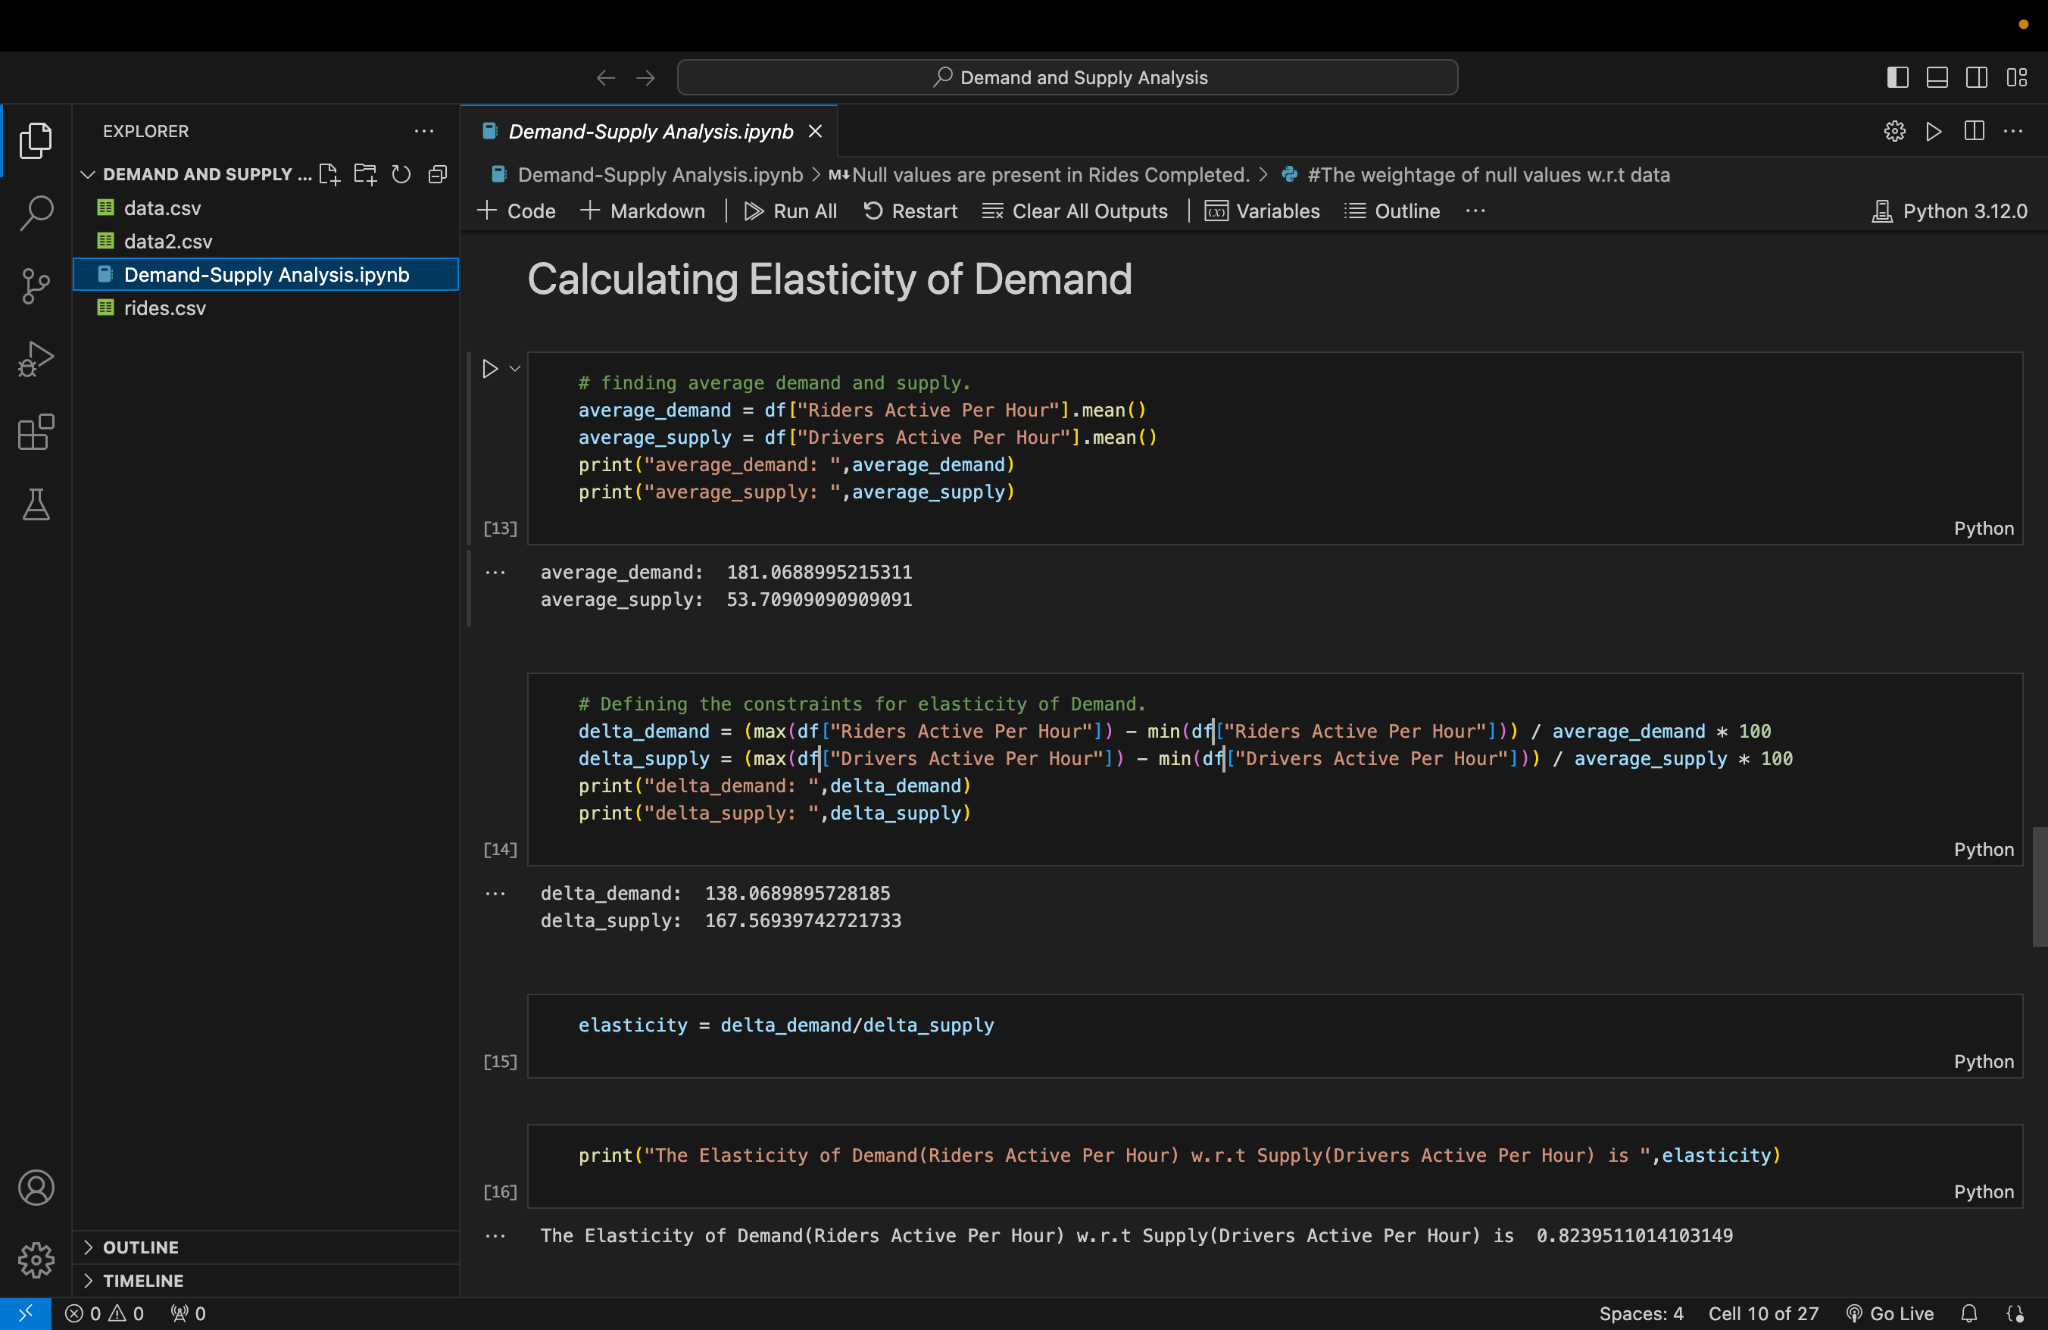 Demand and Supply Analysis
EXPLORER
DEMAND AND SUPPLY ...
data.csv
data2.csv
Demand-Supply Analysis.ipynb
rides.csv
OUTLINE
TIMELINE
Demand-Supply Analysis.ipynb
Demand-Supply Analysis.ipynb > M↓Null values are present in Rides Completed. > #The weightage of null values w.r.t data
+ Code + Markdown | Run All Restart Clear All Outputs | Variables Outline ... Python 3.12.0
Calculating Elasticity of Demand
# finding average demand and supply.
average_demand = df["Riders Active Per Hour"].mean()
average_supply = df["Drivers Active Per Hour"].mean()
print("average_demand: ",average_demand)
print("average_supply: ",average_supply)
[13] Python
average_demand:  181.0688995215311
average_supply:  53.70909090909091
# Defining the constraints for elasticity of Demand.
delta_demand = (max(df["Riders Active Per Hour"]) - min(df["Riders Active Per Hour"])) / average_demand * 100
delta_supply = (max(df["Drivers Active Per Hour"]) - min(df["Drivers Active Per Hour"])) / average_supply * 100
print("delta_demand: ",delta_demand)
print("delta_supply: ",delta_supply)
[14] Python
delta_demand:  138.0689895728185
delta_supply:  167.56939742721733
elasticity = delta_demand/delta_supply
[15] Python
print("The Elasticity of Demand(Riders Active Per Hour) w.r.t Supply(Drivers Active Per Hour) is ",elasticity)
[16] Python
The Elasticity of Demand(Riders Active Per Hour) w.r.t Supply(Drivers Active Per Hour) is  0.8239511014103149
0 0 0 Spaces: 4 Cell 10 of 27 Go Live